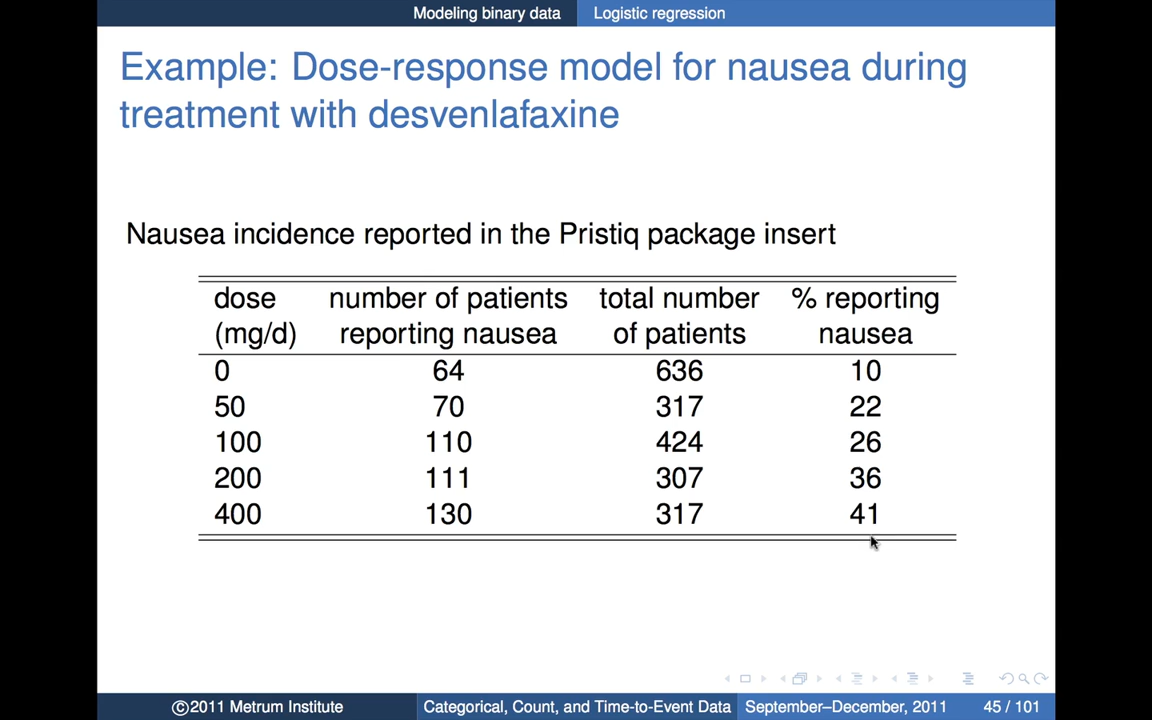 Modeling binary data Logistic regression
Example: Dose-response model for nausea during
treatment with desvenlafaxine
Nausea incidence reported in the Pristiq package insert
dose number of patients total number % reporting
(mg/d) reporting nausea of patients nausea
0 64 636 10
50 70 317 22
100 110 424 26
200 111 307 36
400 130 317 41
©2011 Metrum Institute Categorical, Count, and Time-to-Event Data September–December, 2011 45 / 101